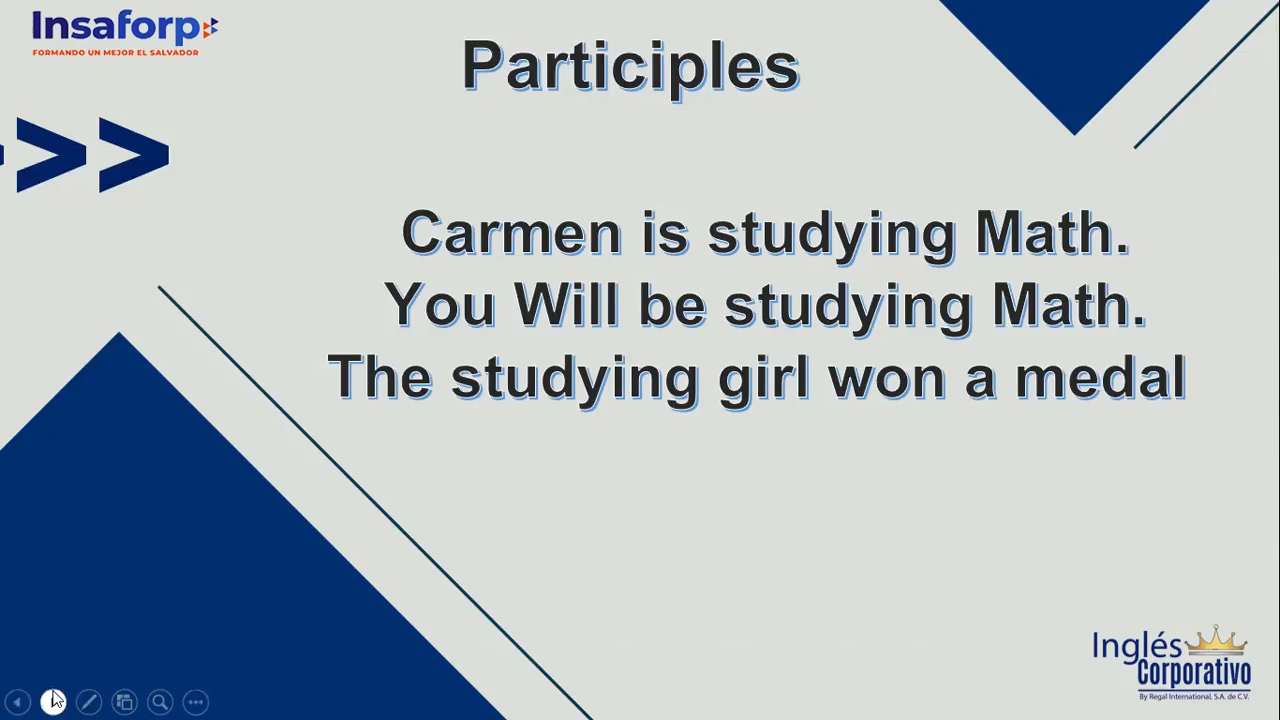 Insaforp
FORMANDO UN MEJOR EL SALVADOR
Participles
>>
Carmen is studying Math.
You Will be studying Math.
The studying girl won a medal
Inglés
Corporativo
By Regal International, S.A. de C.V.